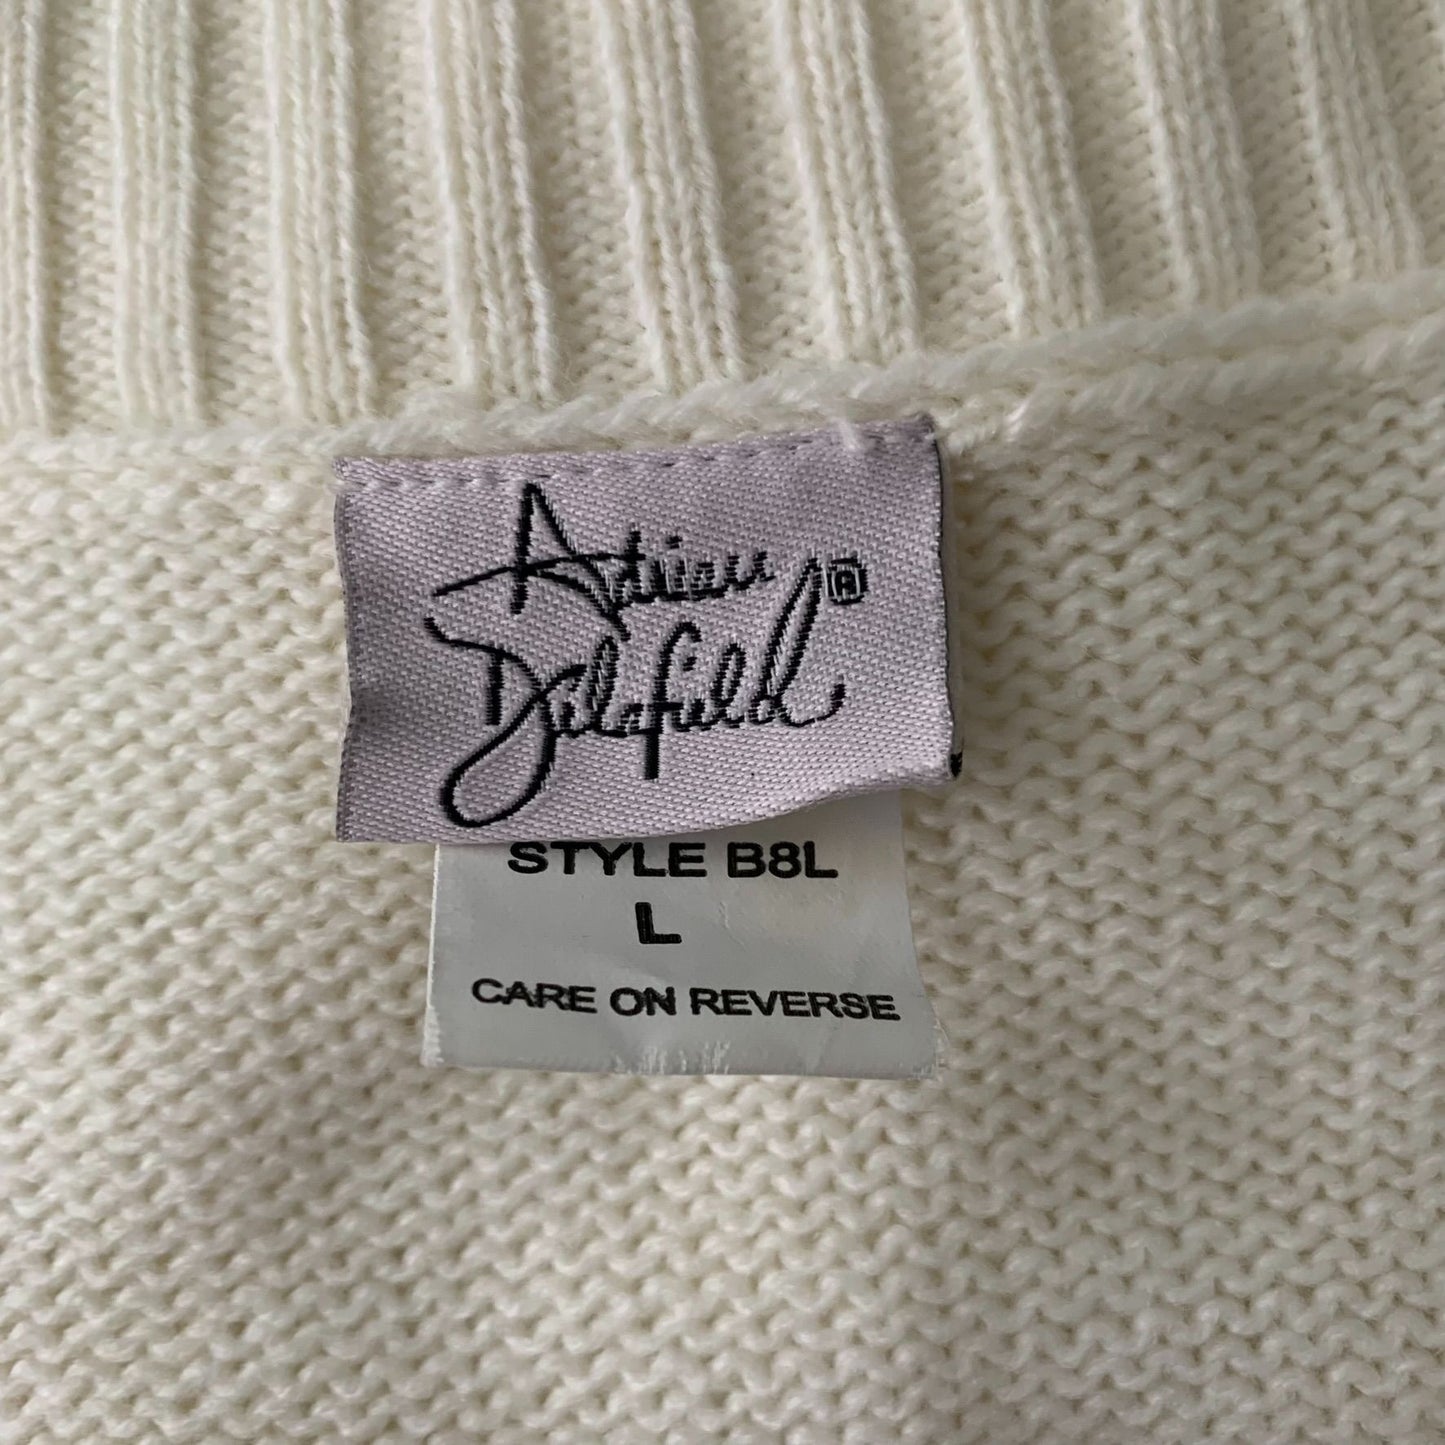 Adrian ®
Delafield
STYLE B8L
L
CARE ON REVERSE